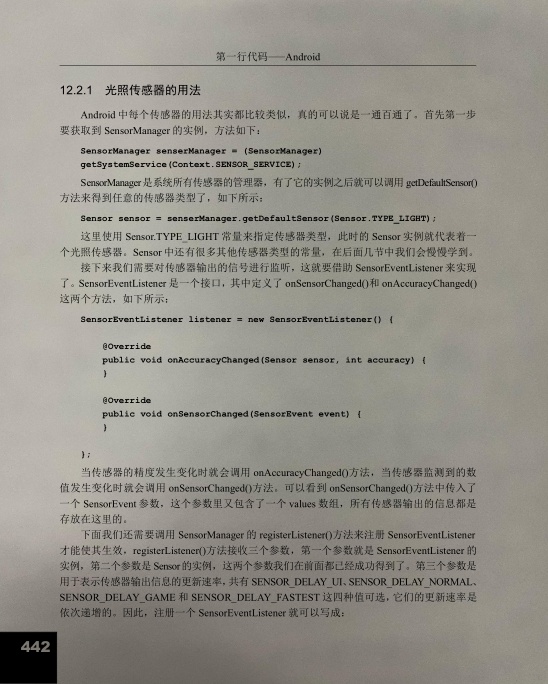 第一行代码——Android
12.2.1 光照传感器的用法
Android 中每个传感器的用法其实都比较类似，真的可以说是一通百通了。首先第一步
要获取到 SensorManager 的实例，方法如下：
SensorManager senserManager = (SensorManager)
getSystemService(Context.SENSOR_SERVICE);
SensorManager 是系统所有传感器的管理器，有了它的实例之后就可以调用 getDefaultSensor()
方法来得到任意的传感器类型了，如下所示：
Sensor sensor = senserManager.getDefaultSensor(Sensor.TYPE_LIGHT);
这里使用 Sensor.TYPE_LIGHT 常量来指定传感器类型，此时的 Sensor 实例就代表着一
个光照传感器。Sensor 中还有很多其他传感器类型的常量，在后面几节中我们会慢慢学到。
接下来我们需要对传感器输出的信号进行监听，这就要借助 SensorEventListener 来实现
了。SensorEventListener 是一个接口，其中定义了 onSensorChanged()和 onAccuracyChanged()
这两个方法，如下所示：
SensorEventListener listener = new SensorEventListener() {
@Override
public void onAccuracyChanged(Sensor sensor, int accuracy) {
}
@Override
public void onSensorChanged(SensorEvent event) {
}
};
当传感器的精度发生变化时就会调用 onAccuracyChanged()方法，当传感器监测到的数
值发生变化时就会调用 onSensorChanged()方法。可以看到 onSensorChanged()方法中传入了
一个 SensorEvent 参数，这个参数里又包含了一个 values 数组，所有传感器输出的信息都是
存放在这里的。
下面我们还需要调用 SensorManager 的 registerListener()方法来注册 SensorEventListener
才能使其生效，registerListener()方法接收三个参数，第一个参数就是 SensorEventListener 的
实例，第二个参数是 Sensor 的实例，这两个参数我们在前面都已经成功得到了。第三个参数是
用于表示传感器输出信息的更新速率，共有 SENSOR_DELAY_UI、SENSOR_DELAY_NORMAL、
SENSOR_DELAY_GAME 和 SENSOR_DELAY_FASTEST 这四种值可选，它们的更新速率是
依次递增的。因此，注册一个 SensorEventListener 就可以写成：
442